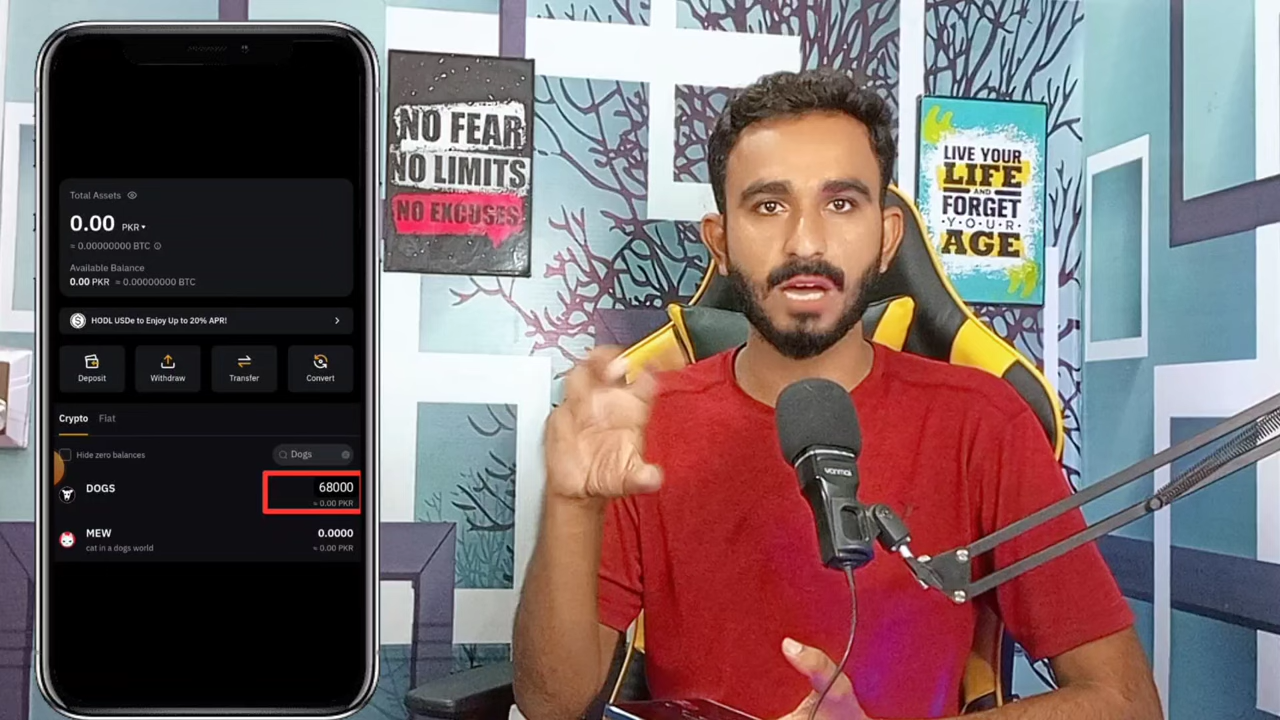 Total Assets
0.00 PKR
≈ 0.00000000 BTC
Available Balance
0.00 PKR ≈ 0.00000000 BTC
HODL USDe to Enjoy Up to 20% APR!
Deposit Withdraw Transfer Convert
Crypto Fiat
Hide zero balances Dogs
DOGS 68000
≈ 0.00 PKR
MEW 0.0000
cat in a dogs world ≈ 0.00 PKR
NO FEAR
NO LIMITS
NO EXCUSES
LIVE YOUR
LIFE
AND
FORGET
YOUR
AGE
vanmaa